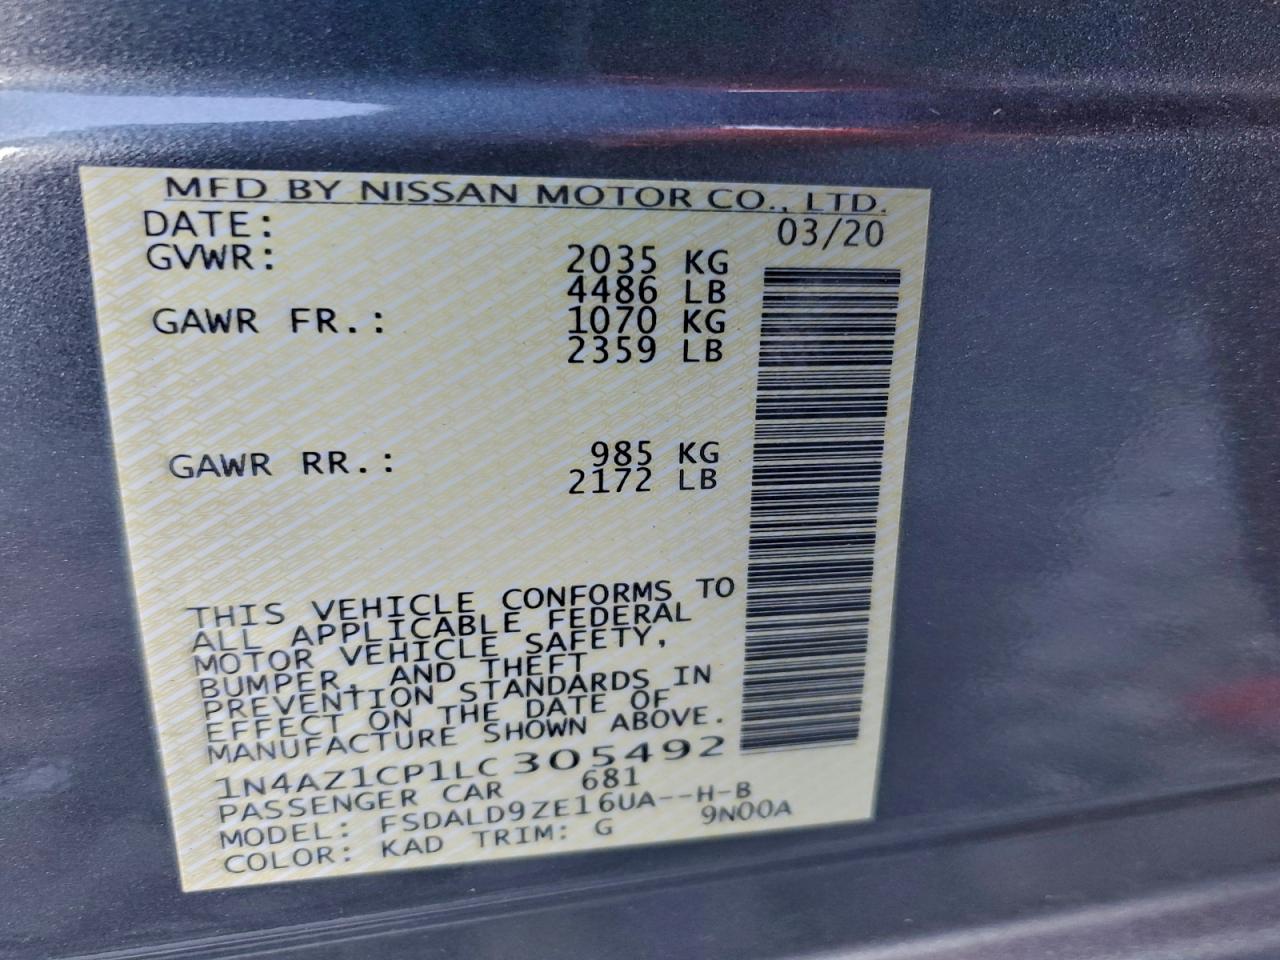 MFD BY NISSAN MOTOR CO., LTD.
DATE: 03/20
GVWR: 2035 KG
4486 LB
GAWR FR.: 1070 KG
2359 LB
GAWR RR.: 985 KG
2172 LB
THIS VEHICLE CONFORMS TO
ALL APPLICABLE FEDERAL
MOTOR VEHICLE SAFETY,
BUMPER, AND THEFT
PREVENTION STANDARDS IN
EFFECT ON THE DATE OF
MANUFACTURE SHOWN ABOVE.
1N4AZ1CP1LC 305492
PASSENGER CAR 681
MODEL: FSDALD9ZE16UA--H-B
COLOR: KAD TRIM: G 9N00A